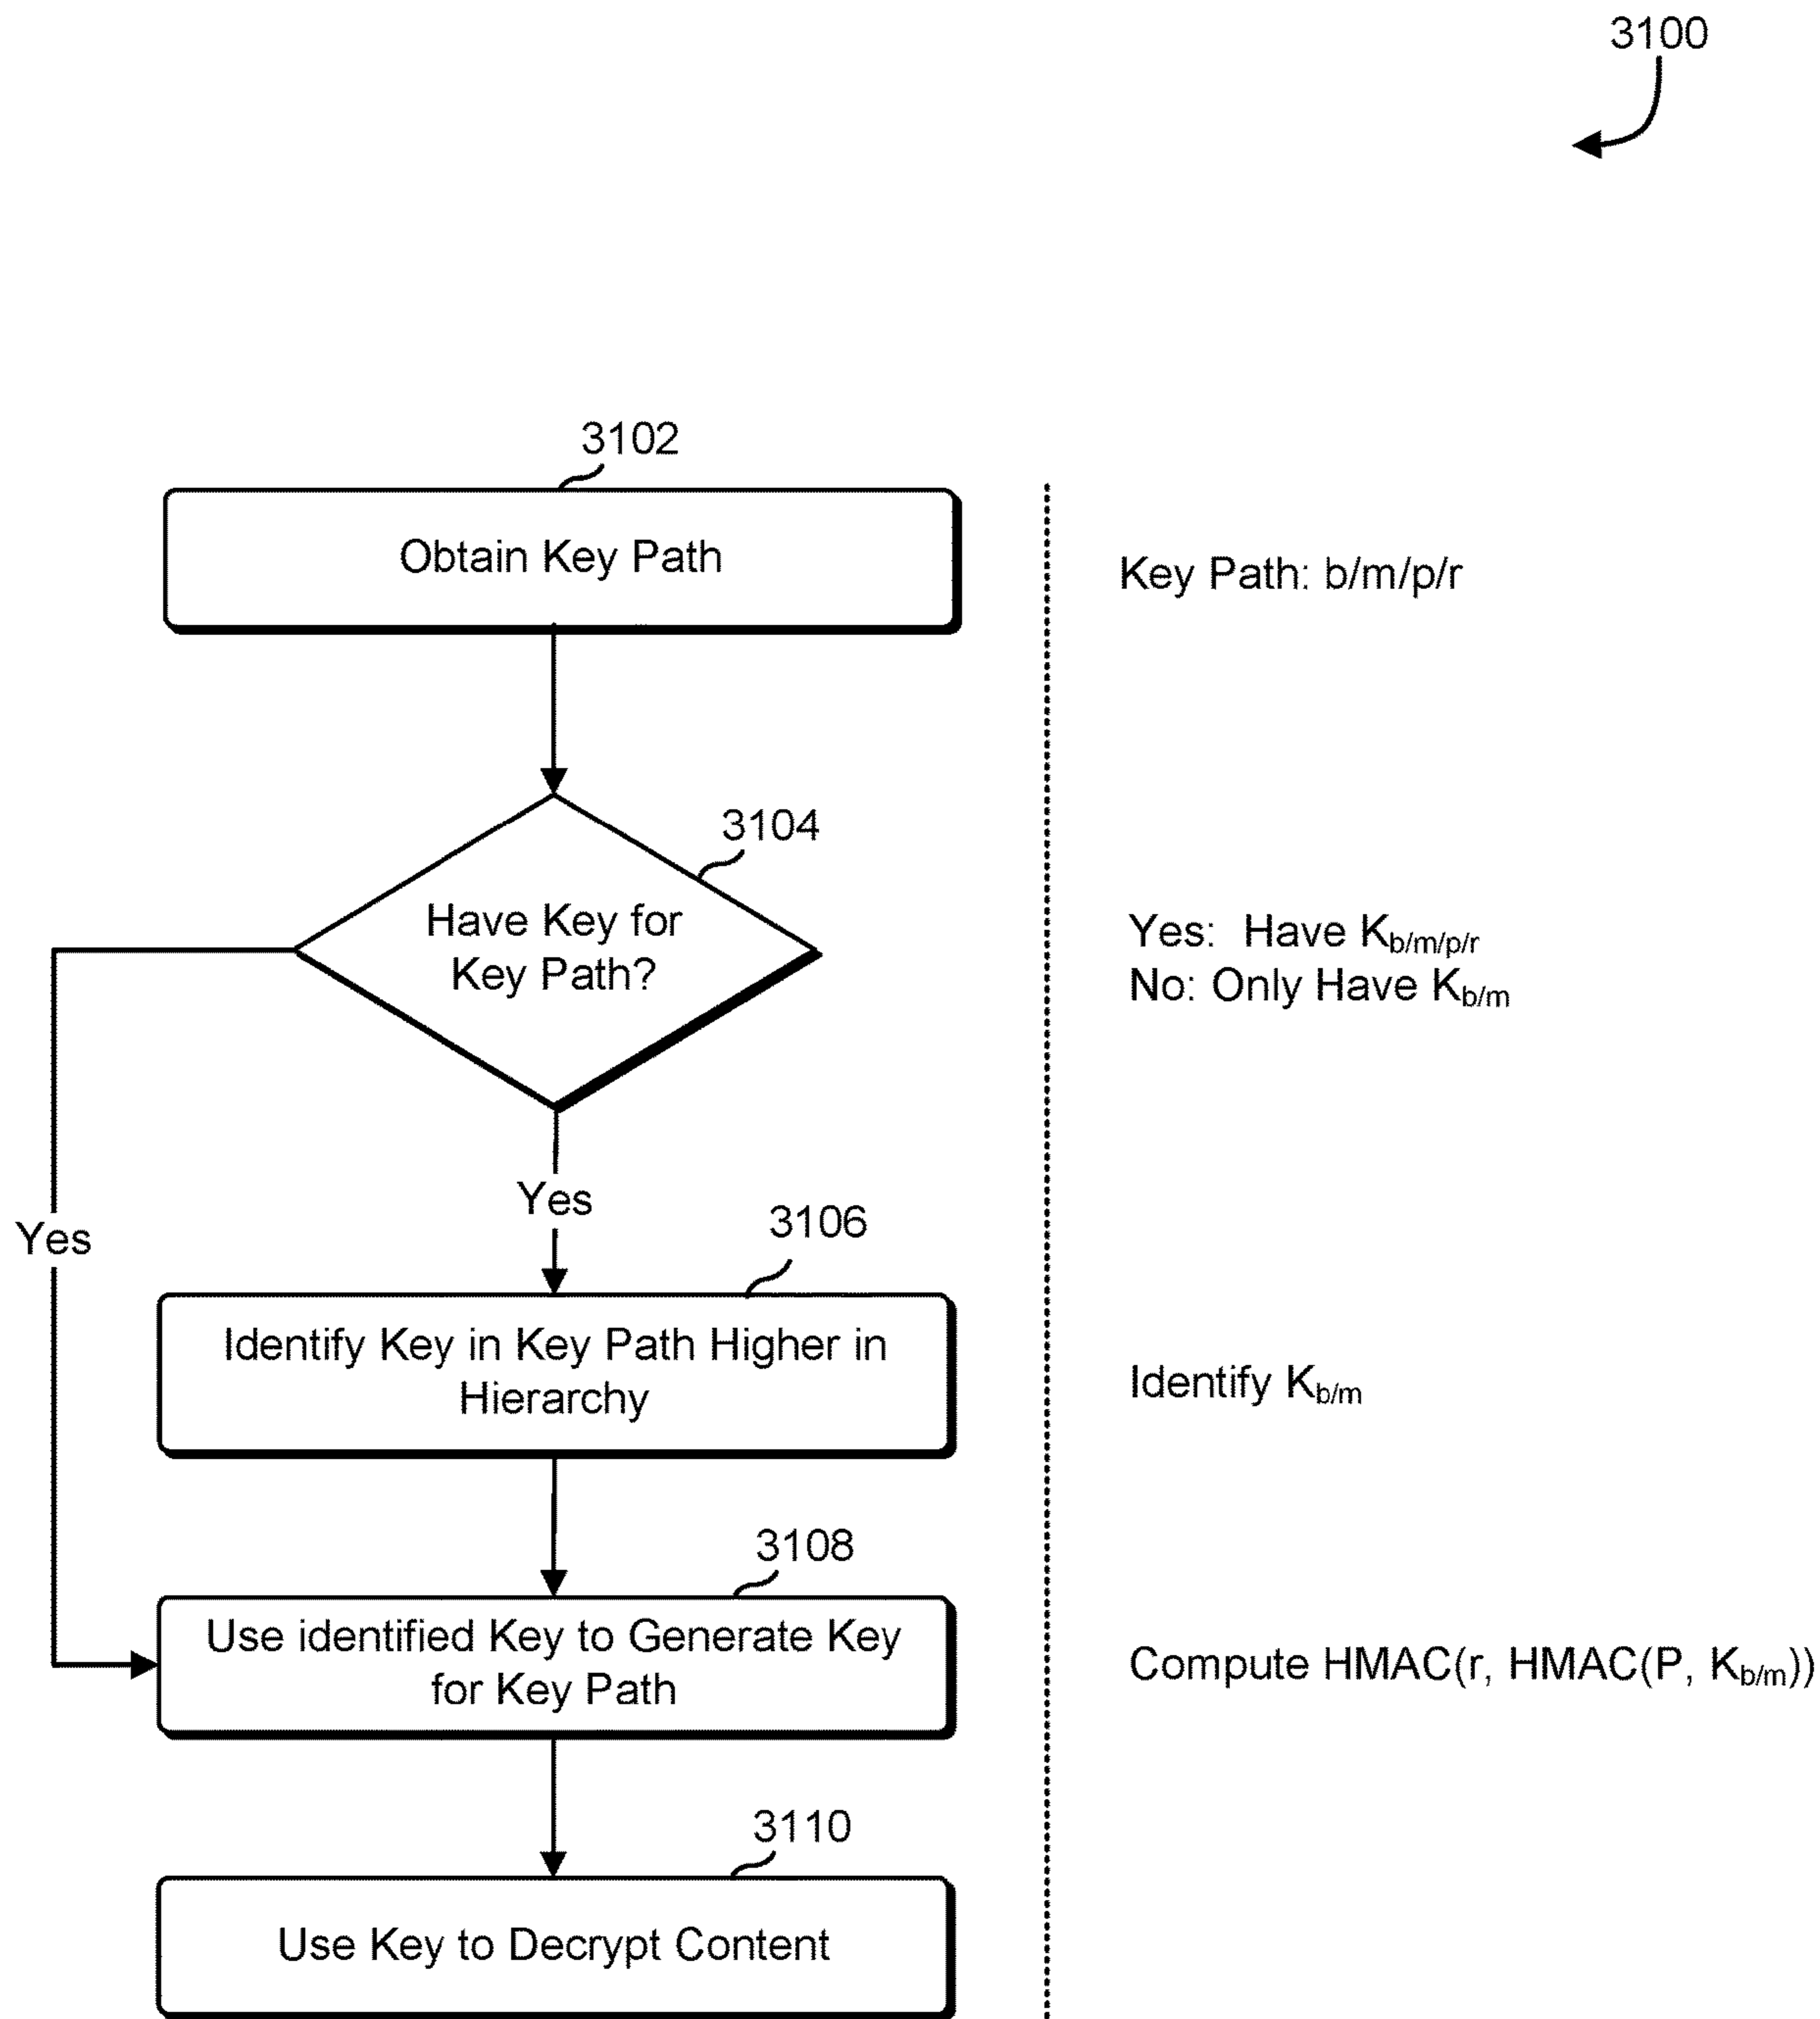 3100
3102
Obtain Key Path
Key Path: b/m/p/r
3104
Have Key for
Key Path?
Yes: Have Kb/m/p/r
No: Only Have Kb/m
Yes
Yes
3106
Identify Key in Key Path Higher in
Hierarchy
Identify Kb/m
3108
Use identified Key to Generate Key
for Key Path
Compute HMAC(r, HMAC(P, Kb/m))
3110
Use Key to Decrypt Content